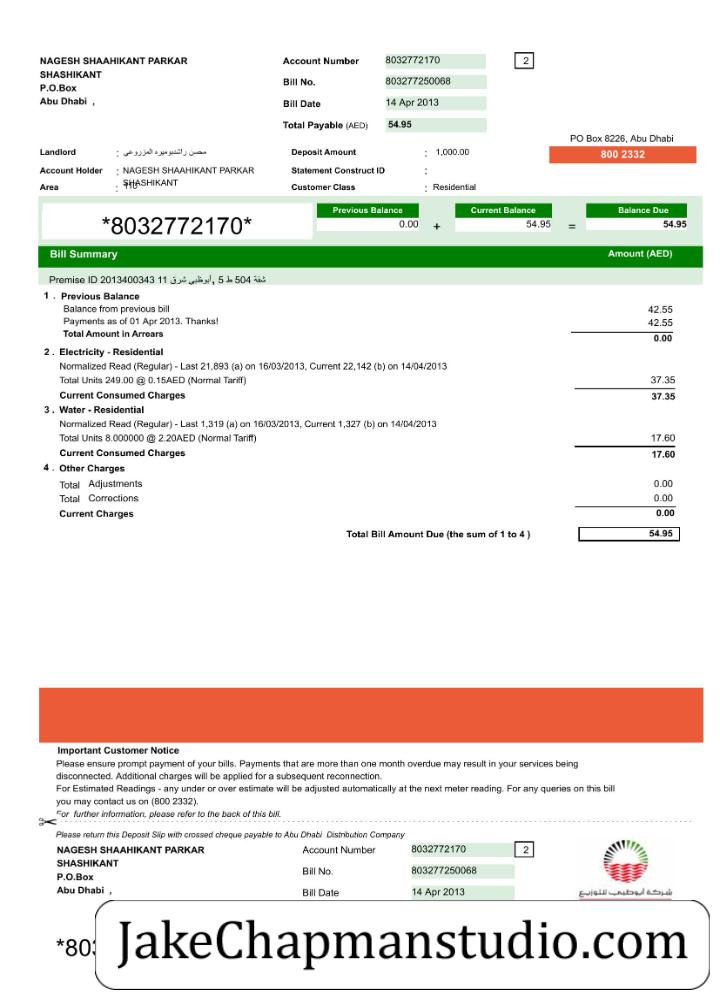 NAGESH SHAAHIKANT PARKAR
SHASHIKANT
P.O.Box
Abu Dhabi ,
Account Number 8032772170 2
Bill No. 803277250068
Bill Date 14 Apr 2013
Total Payable (AED) 54.95
PO Box 8226, Abu Dhabi
800 2332
Landlord : محسن راشدبوميره المزروعي
Account Holder : NAGESH SHAAHIKANT PARKAR
SHASHIKANT
Area :
Deposit Amount : 1,000.00
Statement Construct ID :
Customer Class : Residential
*8032772170*
Previous Balance Current Balance Balance Due
0.00 + 54.95 = 54.95
Bill Summary Amount (AED)
Premise ID 2013400343 شقة 504 ط 5 ,أبوظبي شرق 11
1 . Previous Balance
Balance from previous bill 42.55
Payments as of 01 Apr 2013. Thanks! 42.55
Total Amount in Arrears 0.00
2 . Electricity - Residential
Normalized Read (Regular) - Last 21,893 (a) on 16/03/2013, Current 22,142 (b) on 14/04/2013
Total Units 249.00 @ 0.15AED (Normal Tariff) 37.35
Current Consumed Charges 37.35
3 . Water - Residential
Normalized Read (Regular) - Last 1,319 (a) on 16/03/2013, Current 1,327 (b) on 14/04/2013
Total Units 8.000000 @ 2.20AED (Normal Tariff) 17.60
Current Consumed Charges 17.60
4 . Other Charges
Total Adjustments 0.00
Total Corrections 0.00
Current Charges 0.00
Total Bill Amount Due (the sum of 1 to 4 ) 54.95
Important Customer Notice
Please ensure prompt payment of your bills. Payments that are more than one month overdue may result in your services being
disconnected. Additional charges will be applied for a subsequent reconnection.
For Estimated Readings - any under or over estimate will be adjusted automatically at the next meter reading. For any queries on this bill
you may contact us on (800 2332).
For further information, please refer to the back of this bill.
Please return this Deposit Slip with crossed cheque payable to Abu Dhabi Distribution Company
NAGESH SHAAHIKANT PARKAR
SHASHIKANT
P.O.Box
Abu Dhabi ,
Account Number 8032772170 2
Bill No. 803277250068
Bill Date 14 Apr 2013
شركة أبوظبي للتوزيع
*803
JakeChapmanstudio.com